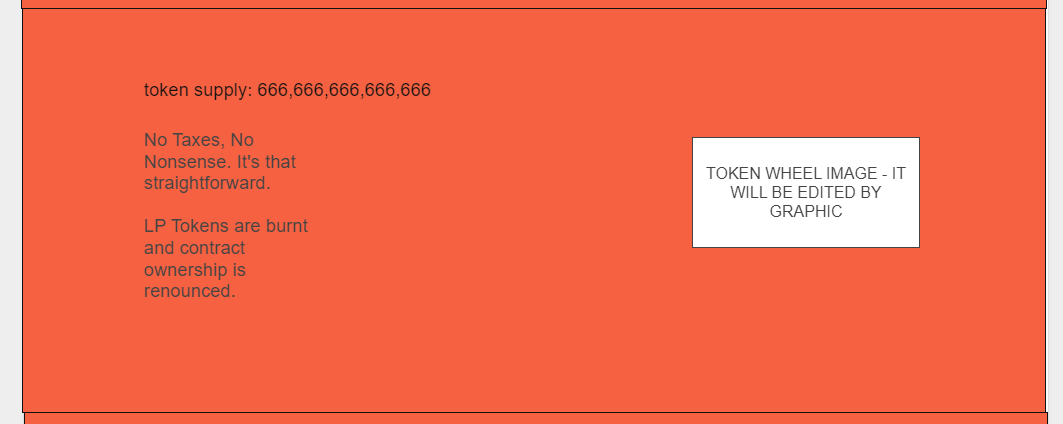 token supply: 666,666,666,666,666
No Taxes, No
Nonsense. It's that
straightforward.
LP Tokens are burnt
and contract
ownership is
renounced.
TOKEN WHEEL IMAGE - IT
WILL BE EDITED BY
GRAPHIC